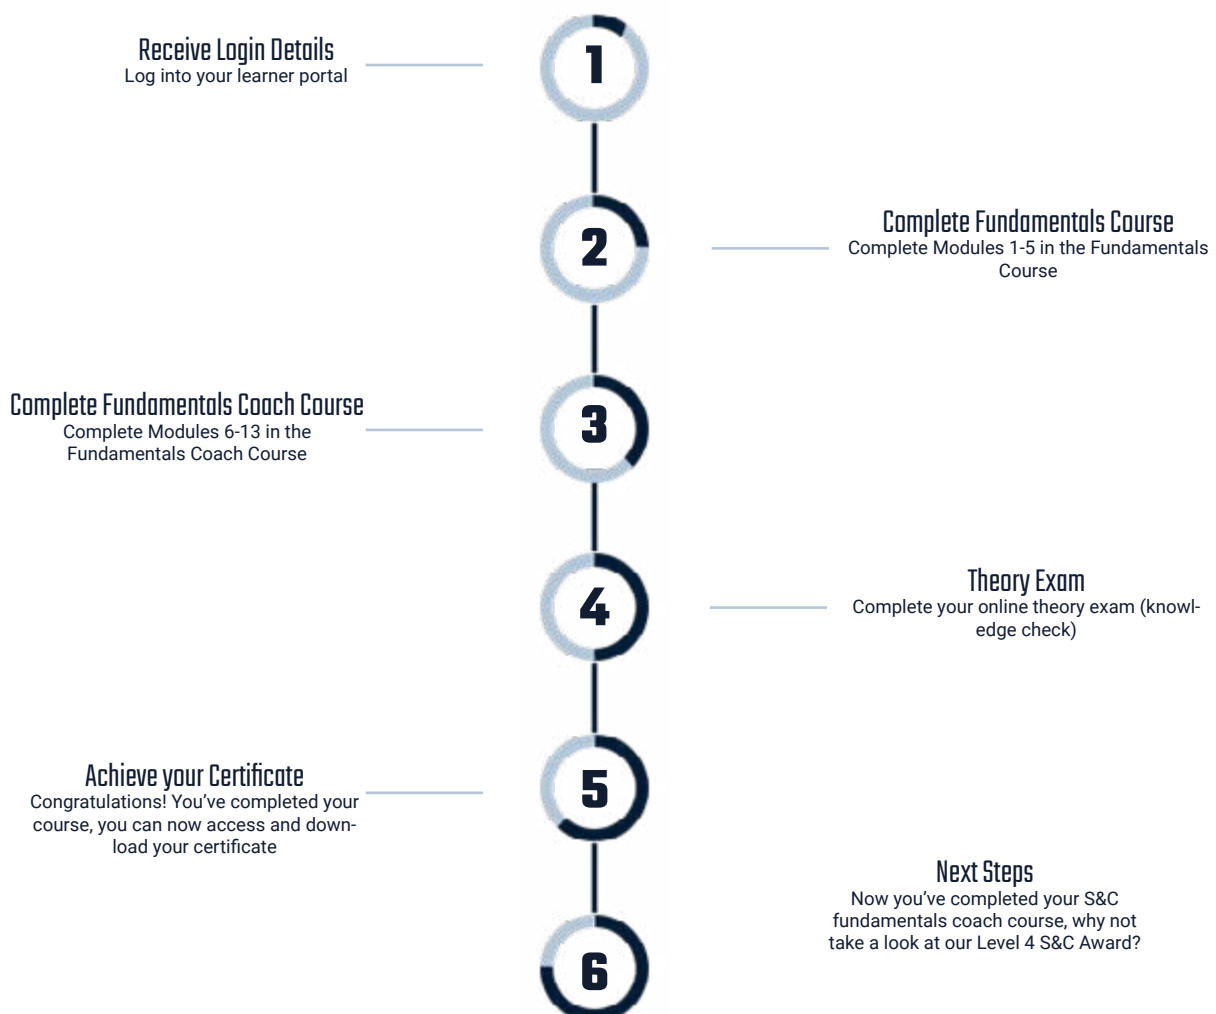 1
Receive Login Details
Log into your learner portal
2
Complete Fundamentals Course
Complete Modules 1-5 in the Fundamentals
Course
3
Complete Fundamentals Coach Course
Complete Modules 6-13 in the
Fundamentals Coach Course
4
Theory Exam
Complete your online theory exam (knowl-
edge check)
5
Achieve your Certificate
Congratulations! You’ve completed your
course, you can now access and down-
load your certificate
6
Next Steps
Now you’ve completed your S&C
fundamentals coach course, why not
take a look at our Level 4 S&C Award?